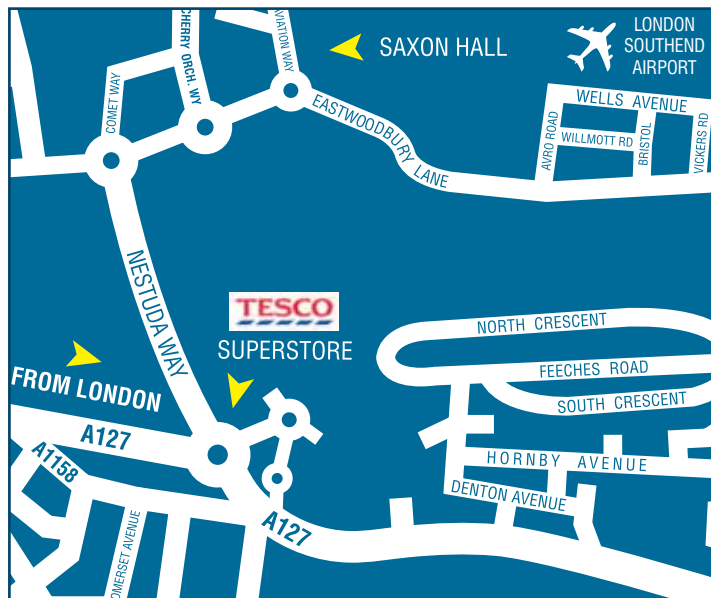 CHERRY ORCH. WY
AVIATION WAY
SAXON HALL
LONDON
SOUTHEND
AIRPORT
COMET WAY
EASTWOODBURY LANE
WELLS AVENUE
AVRO ROAD
WILLMOTT RD
BRISTOL
VICKERS RD
NESTUDA WAY
TESCO
SUPERSTORE
NORTH CRESCENT
FEECHES ROAD
SOUTH CRESCENT
FROM LONDON
A127
A1158
HORNBY AVENUE
DENTON AVENUE
A127
OMERSET AVENUE